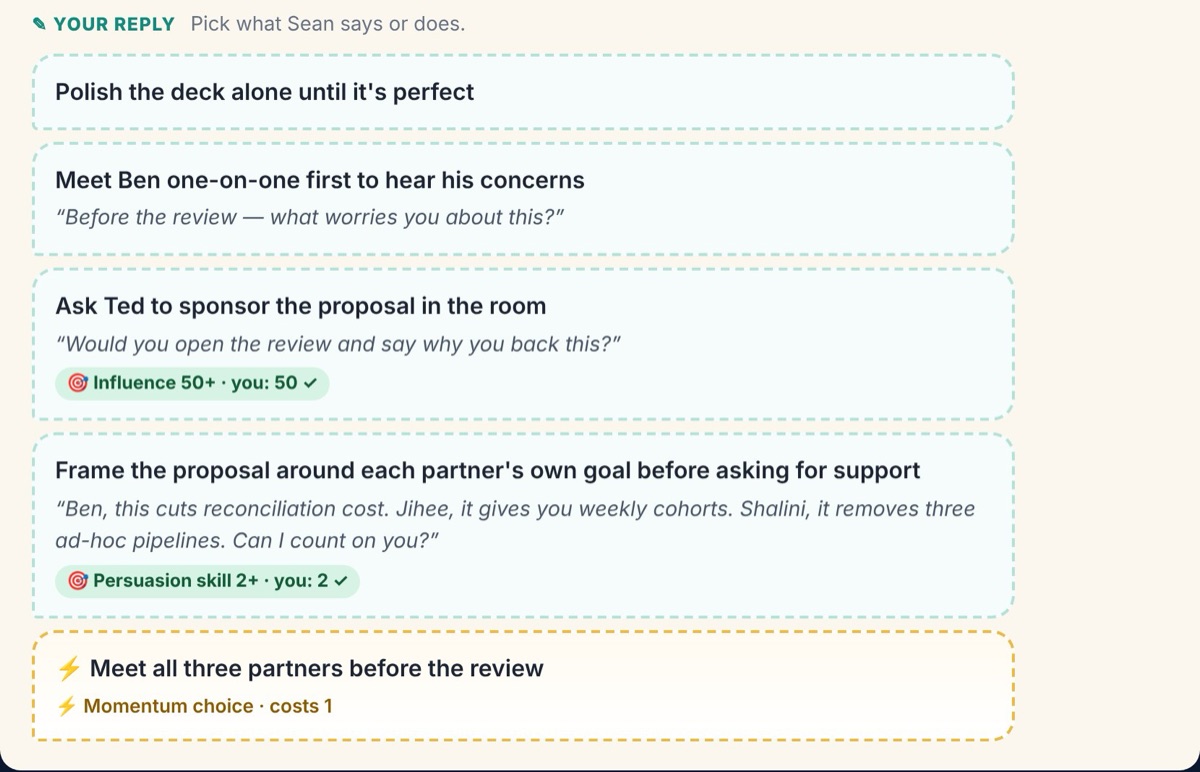 ✎ YOUR REPLY Pick what Sean says or does.
Polish the deck alone until it's perfect
Meet Ben one-on-one first to hear his concerns
“Before the review — what worries you about this?”
Ask Ted to sponsor the proposal in the room
“Would you open the review and say why you back this?”
🎯 Influence 50+ · you: 50 ✓
Frame the proposal around each partner's own goal before asking for support
“Ben, this cuts reconciliation cost. Jihee, it gives you weekly cohorts. Shalini, it removes three
ad-hoc pipelines. Can I count on you?”
🎯 Persuasion skill 2+ · you: 2 ✓
⚡ Meet all three partners before the review
⚡ Momentum choice · costs 1